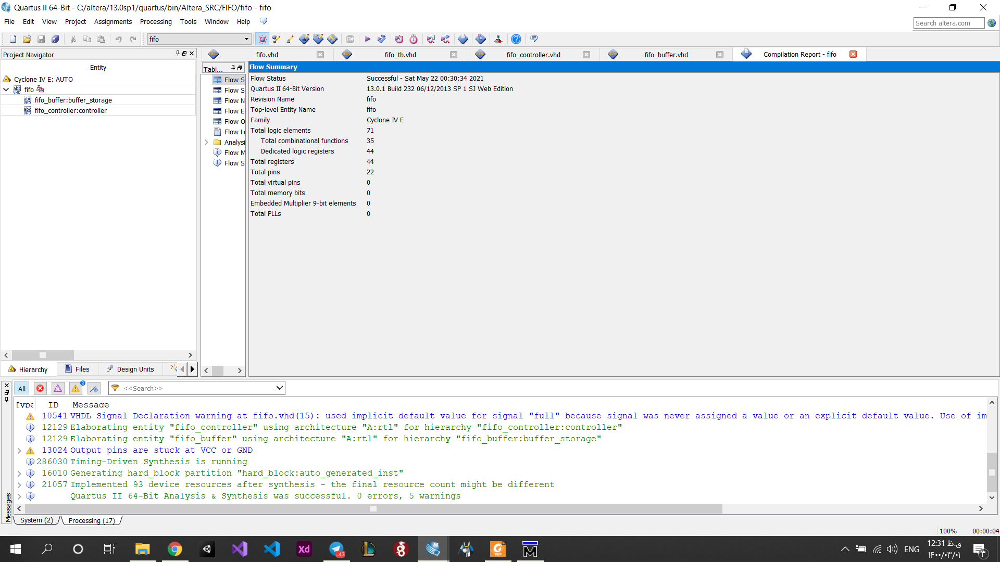 Quartus II 64-Bit - C:/altera/13.0sp1/quartus/bin/Altera_SRC/FIFO/fifo - fifo
File Edit View Project Assignments Processing Tools Window Help
Search altera.com
fifo
Project Navigator
Entity
Cyclone IV E: AUTO
fifo
fifo_buffer:buffer_storage
fifo_controller:controller
Hierarchy Files Design Units
fifo.vhd fifo_tb.vhd fifo_controller.vhd fifo_buffer.vhd Compilation Report - fifo
Tabl...
Flow S
Flow S
Flow N
Flow El
Flow O
Flow Lo
Analysi
Flow M
Flow S
Flow Summary
Flow Status Successful - Sat May 22 00:30:34 2021
Quartus II 64-Bit Version 13.0.1 Build 232 06/12/2013 SP 1 SJ Web Edition
Revision Name fifo
Top-level Entity Name fifo
Family Cyclone IV E
Total logic elements 71
Total combinational functions 35
Dedicated logic registers 44
Total registers 44
Total pins 22
Total virtual pins 0
Total memory bits 0
Embedded Multiplier 9-bit elements 0
Total PLLs 0
All 3 <<Search>>
Type ID Message
10541 VHDL Signal Declaration warning at fifo.vhd(15): used implicit default value for signal "full" because signal was never assigned a value or an explicit default value. Use of im
12129 Elaborating entity "fifo_controller" using architecture "A:rtl" for hierarchy "fifo_controller:controller"
12129 Elaborating entity "fifo_buffer" using architecture "A:rtl" for hierarchy "fifo_buffer:buffer_storage"
13024 Output pins are stuck at VCC or GND
286030 Timing-Driven Synthesis is running
16010 Generating hard_block partition "hard_block:auto_generated_inst"
21057 Implemented 93 device resources after synthesis - the final resource count might be different
Quartus II 64-Bit Analysis & Synthesis was successful. 0 errors, 5 warnings
Messages
System (2) Processing (17)
100% 00:00:04
Xd
..43
ENG
12:31 ق.ظ
۱۴۰۰/۰۳/۰۱
۳